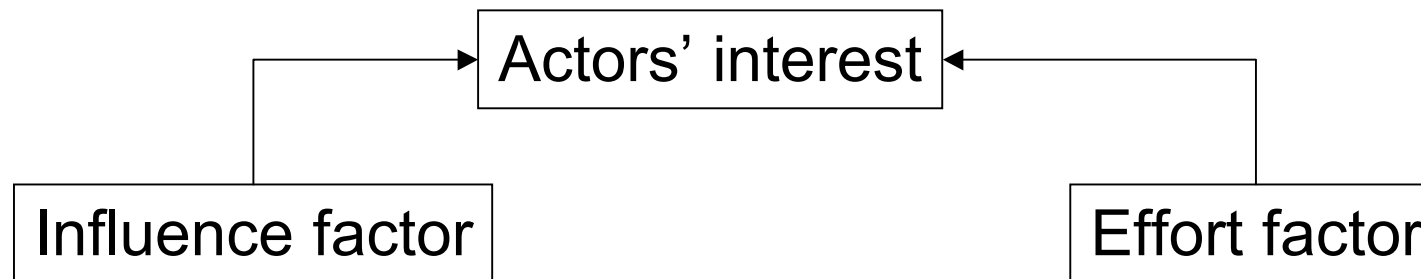 Actors’ interest
Influence factor
Effort factor